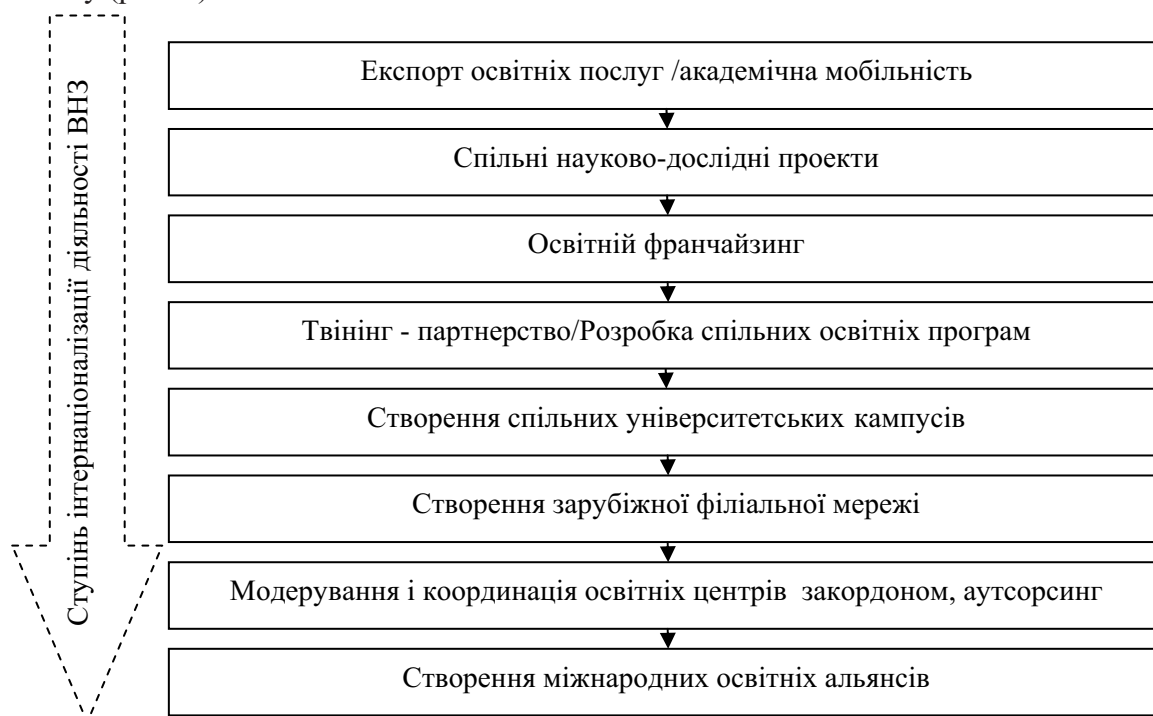 Ступінь інтернаціоналізації діяльності ВНЗ
Експорт освітніх послуг /академічна мобільність
Спільні науково-дослідні проекти
Освітній франчайзинг
Твінінг - партнерство/Розробка спільних освітніх програм
Створення спільних університетських кампусів
Створення зарубіжної філіальної мережі
Модерування і координація освітніх центрів закордоном, аутсорсинг
Створення міжнародних освітніх альянсів